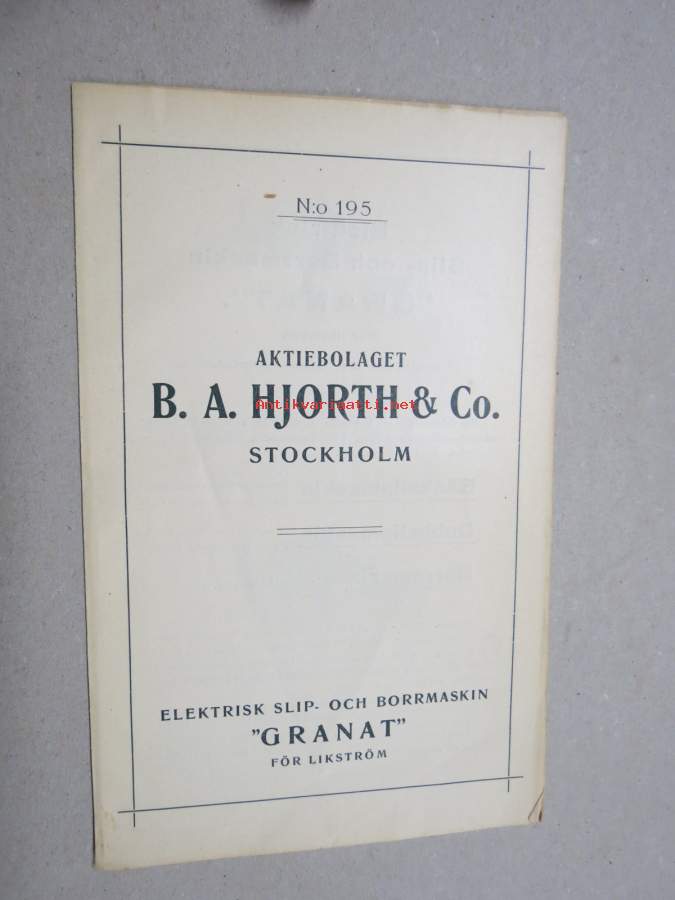 N:o 195
AKTIEBOLAGET
B. A. HJORTH & Co.
Antikvariaatti.net
STOCKHOLM
ELEKTRISK SLIP- OCH BORRMASKIN
"GRANAT"
FÖR LIKSTRÖM